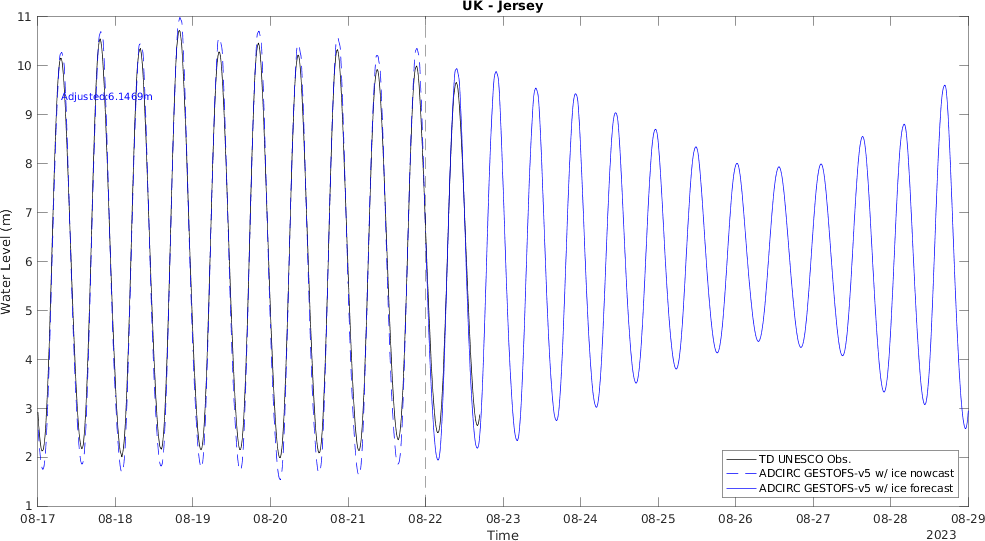 UK - Jersey
11
10
9
8
7
6
5
4
3
2
1
Water Level (m)
Adjusted:6.1469m
TD UNESCO Obs.
ADCIRC GESTOFS-v5 w/ ice nowcast
ADCIRC GESTOFS-v5 w/ ice forecast
08-17 08-18 08-19 08-20 08-21 08-22 08-23 08-24 08-25 08-26 08-27 08-28 08-29
Time
2023